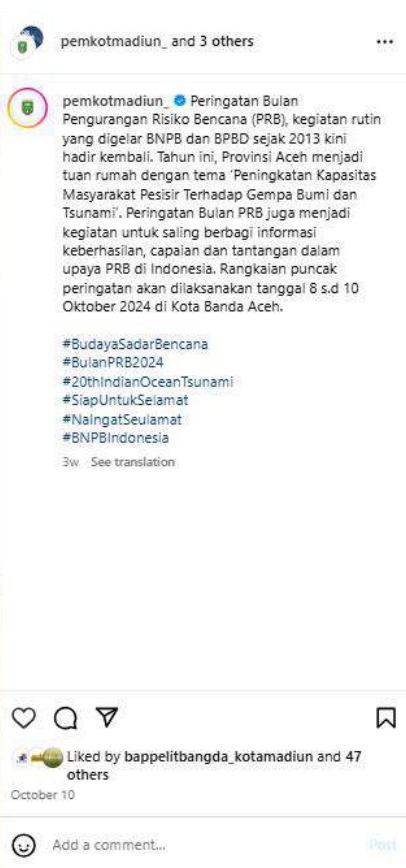 pemkotmadiun_ and 3 others
pemkotmadiun_ Peringatan Bulan
Pengurangan Risiko Bencana (PRB), kegiatan rutin
yang digelar BNPB dan BPBD sejak 2013 kini
hadir kembali. Tahun ini, Provinsi Aceh menjadi
tuan rumah dengan tema 'Peningkatan Kapasitas
Masyarakat Pesisir Terhadap Gempa Bumi dan
Tsunami'. Peringatan Bulan PRB juga menjadi
kegiatan untuk saling berbagi informasi
keberhasilan, capaian dan tantangan dalam
upaya PRB di Indonesia. Rangkaian puncak
peringatan akan dilaksanakan tanggal 8 s.d 10
Oktober 2024 di Kota Banda Aceh.
#BudayaSadarBencana
#BulanPRB2024
#20thIndianOceanTsunami
#SiapUntukSelamat
#NaIngatSeulamat
#BNPBIndonesia
3w See translation
Liked by bappelitbangda_kotamadiun and 47
others
October 10
Add a comment...
Post